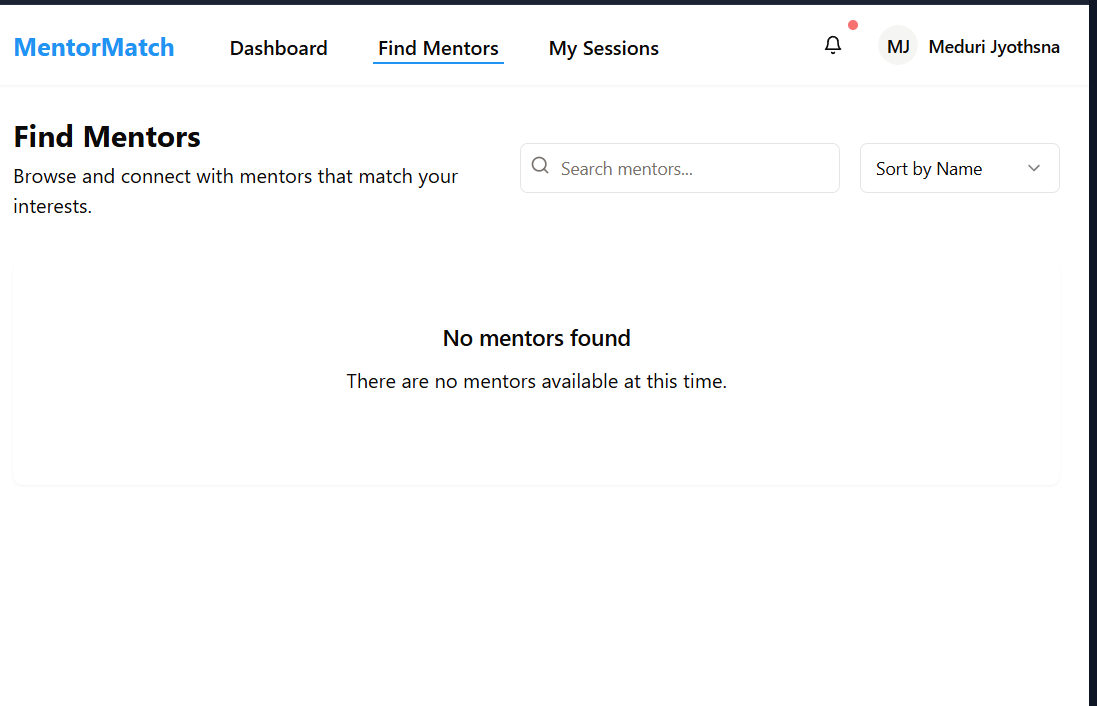 MentorMatch
Dashboard
Find Mentors
My Sessions
MJ
Meduri Jyothsna
Find Mentors
Browse and connect with mentors that match your
interests.
Search mentors...
Sort by Name
No mentors found
There are no mentors available at this time.